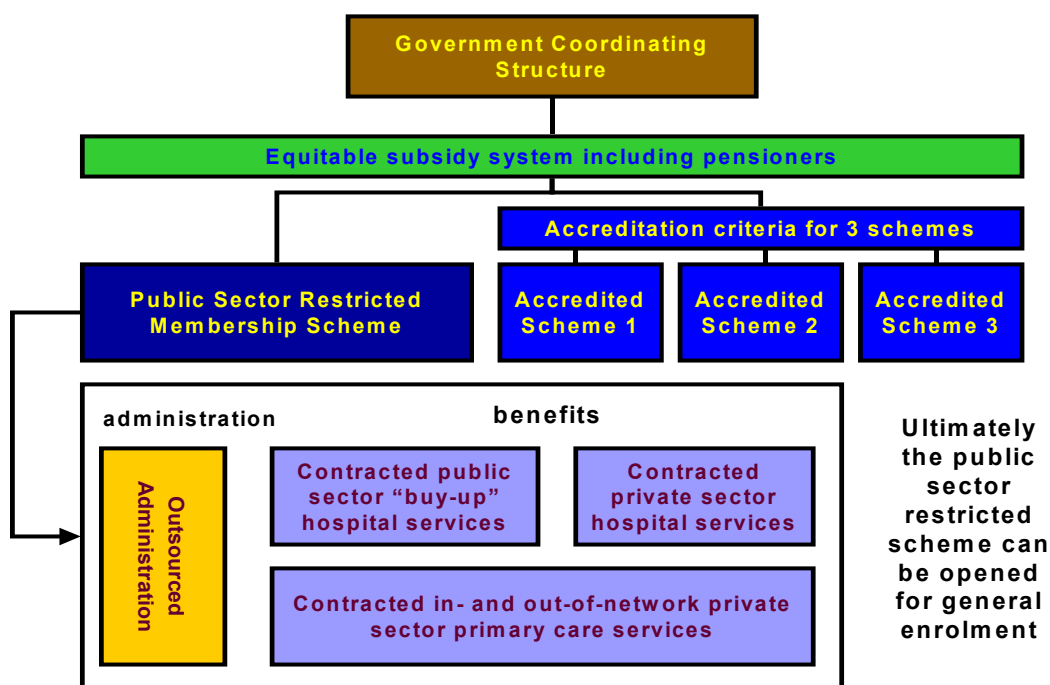 Government Coordinating
Structure
Equitable subsidy system including pensioners
Accreditation criteria for 3 schemes
Public Sector Restricted
Membership Scheme
Accredited
Scheme 1
Accredited
Scheme 2
Accredited
Scheme 3
administration
benefits
Outsourced
Administration
Contracted public
sector “buy-up”
hospital services
Contracted
private sector
hospital services
Contracted in- and out-of-network private
sector primary care services
Ultimately
the public
sector
restricted
scheme can
be opened
for general
enrolment